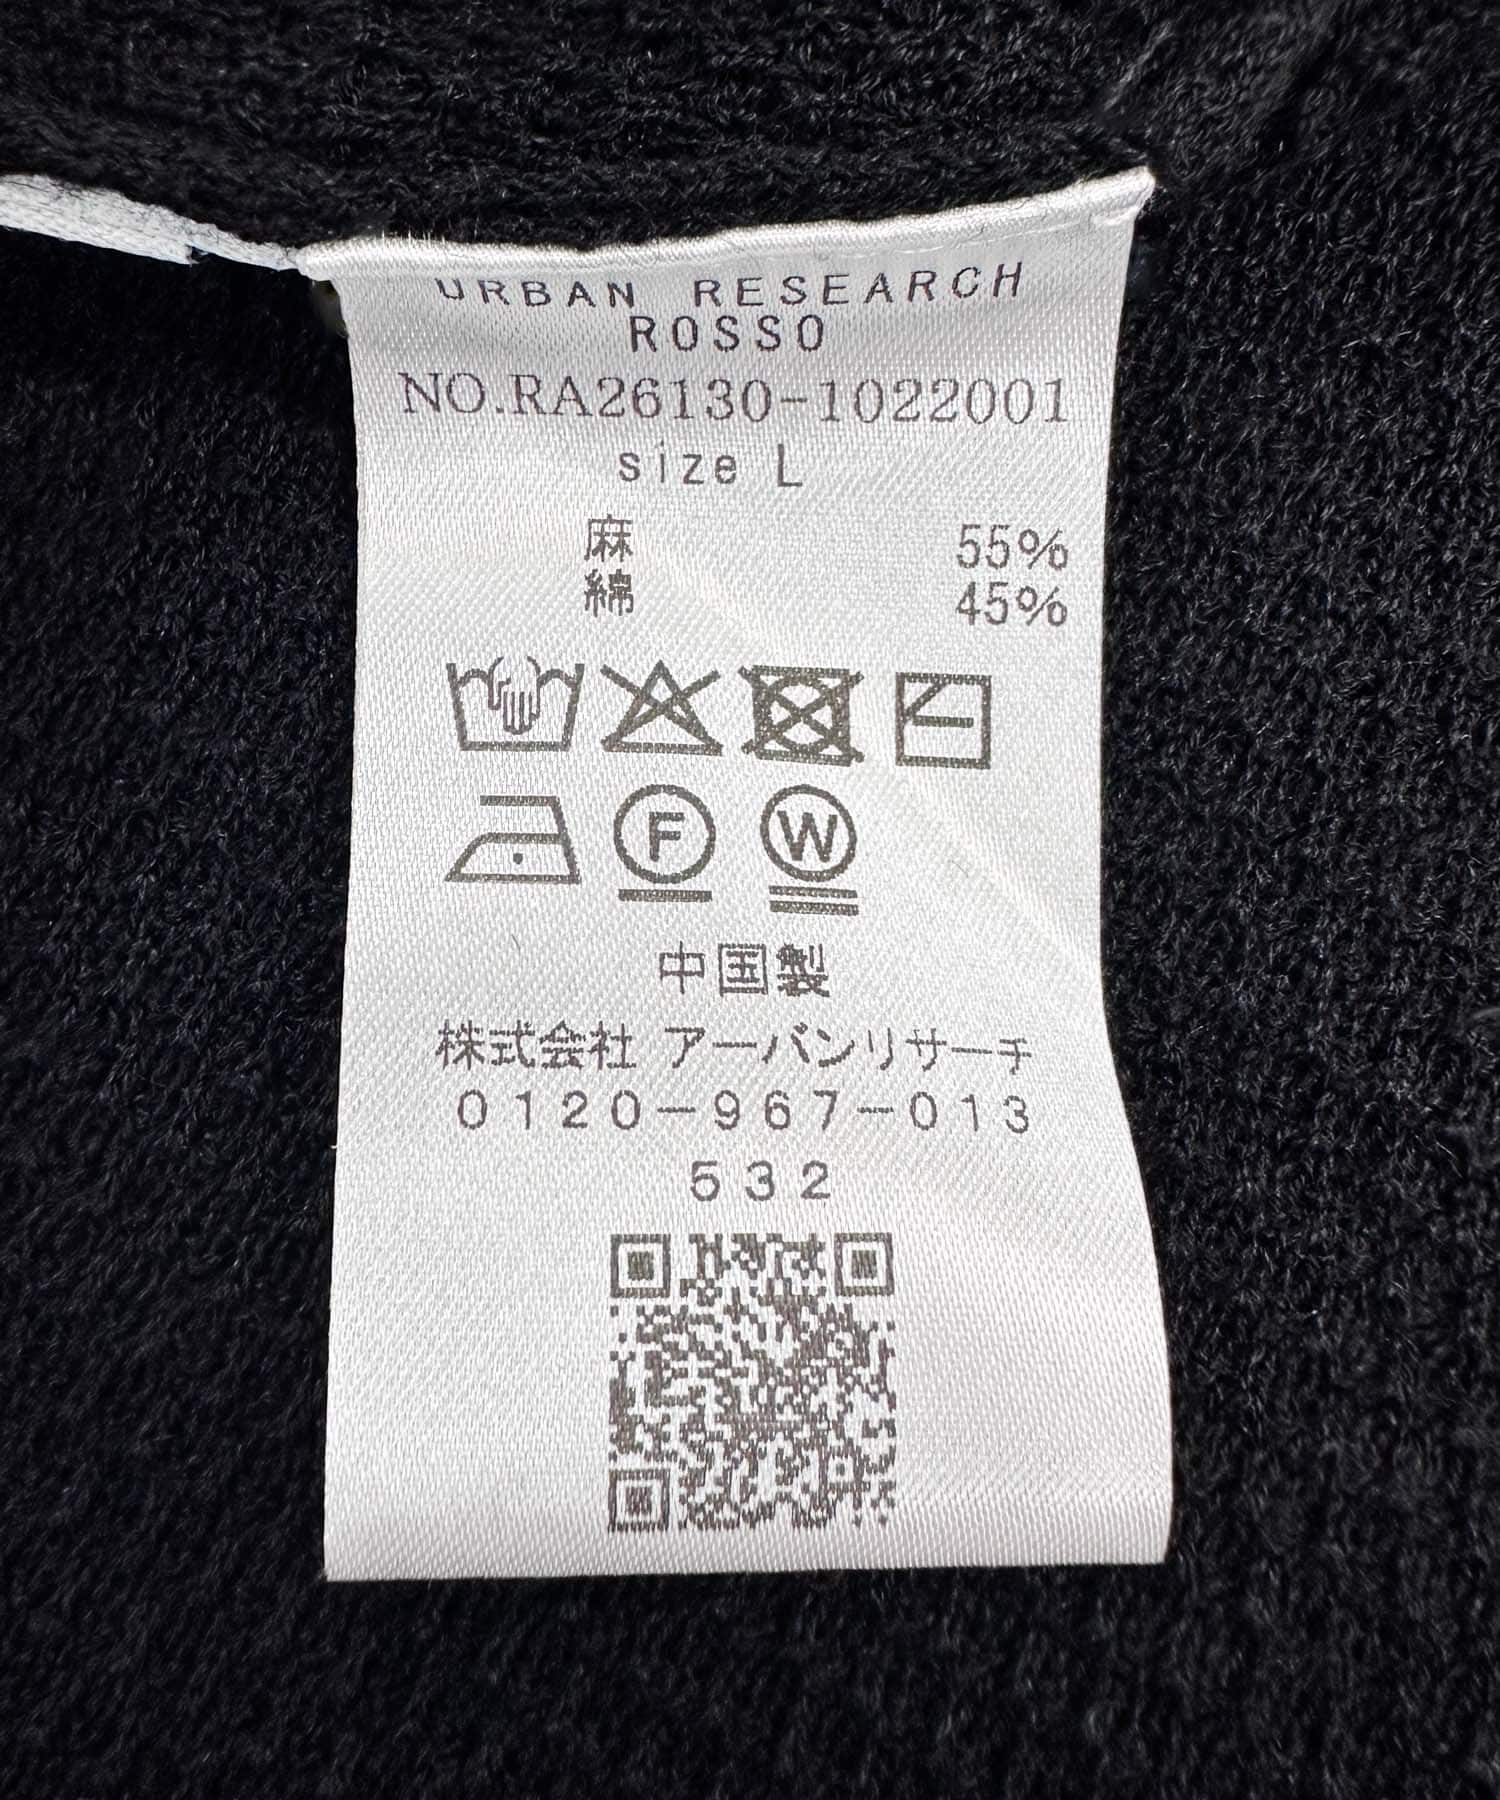 URBAN RESEARCH
ROSSO
NO.RA26130-1022001
size L
麻 55%
綿 45%
F W
中国製
株式会社 アーバンリサーチ
0120-967-013
532